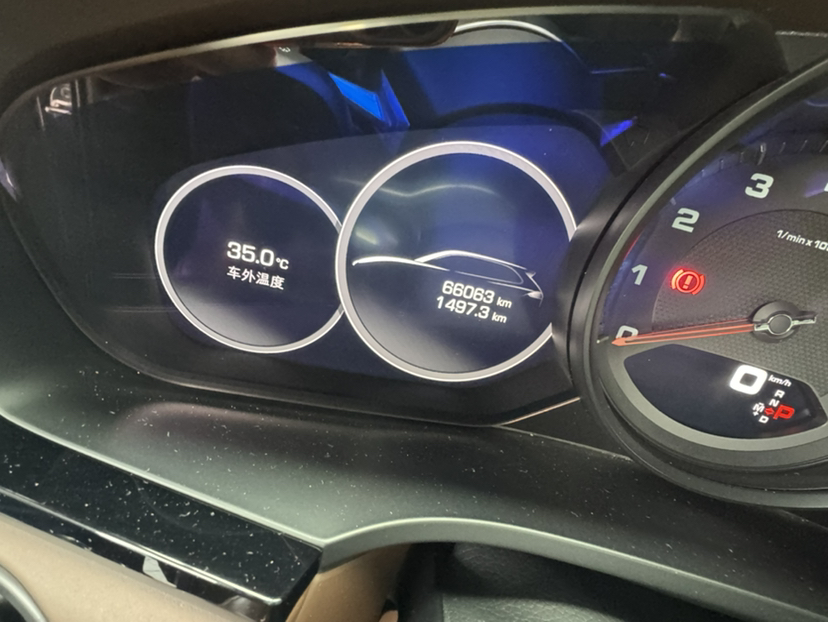 35.0°C
车外温度
66063 km
1497.3 km
3
2
1
0
1/min x 10
0 km/h
R
N
M
P
D